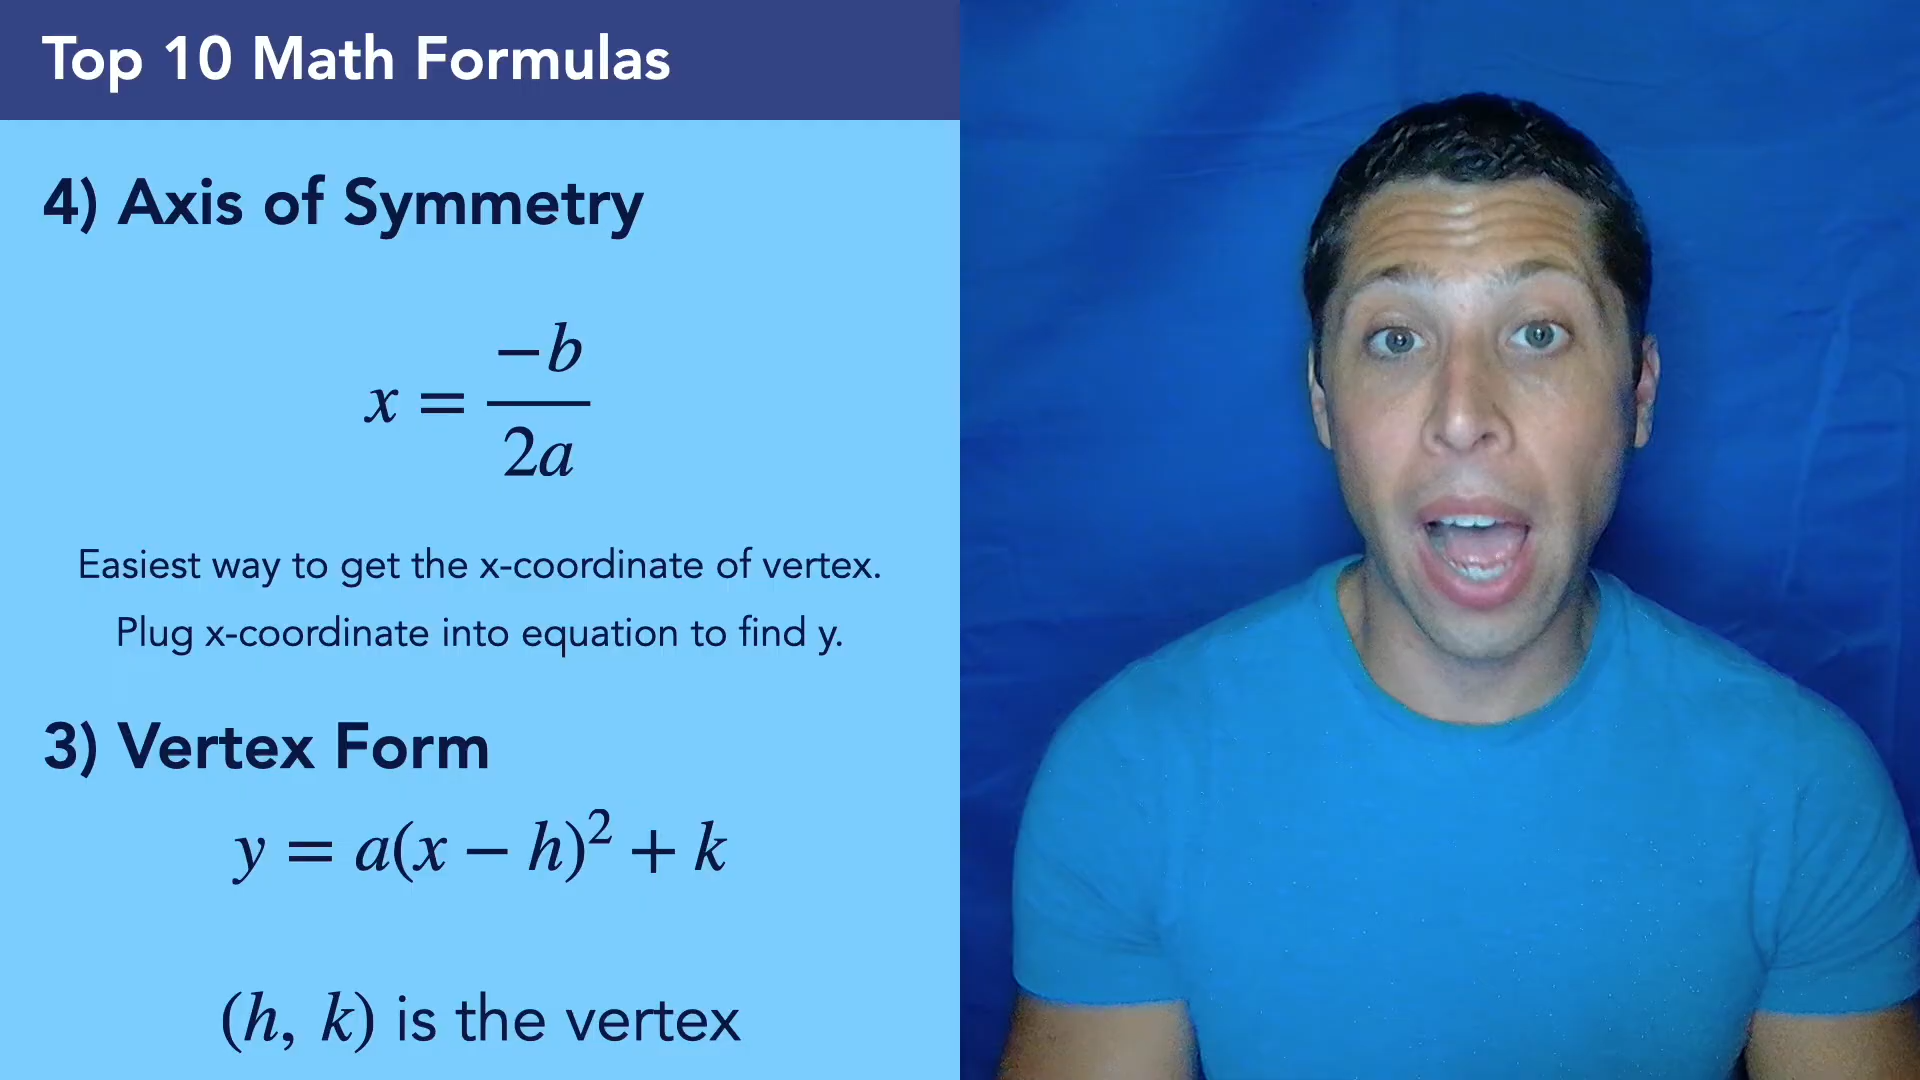 Top 10 Math Formulas
4) Axis of Symmetry
x = -b/2a
Easiest way to get the x-coordinate of vertex.
Plug x-coordinate into equation to find y.
3) Vertex Form
y = a(x − h)² + k
(h, k) is the vertex